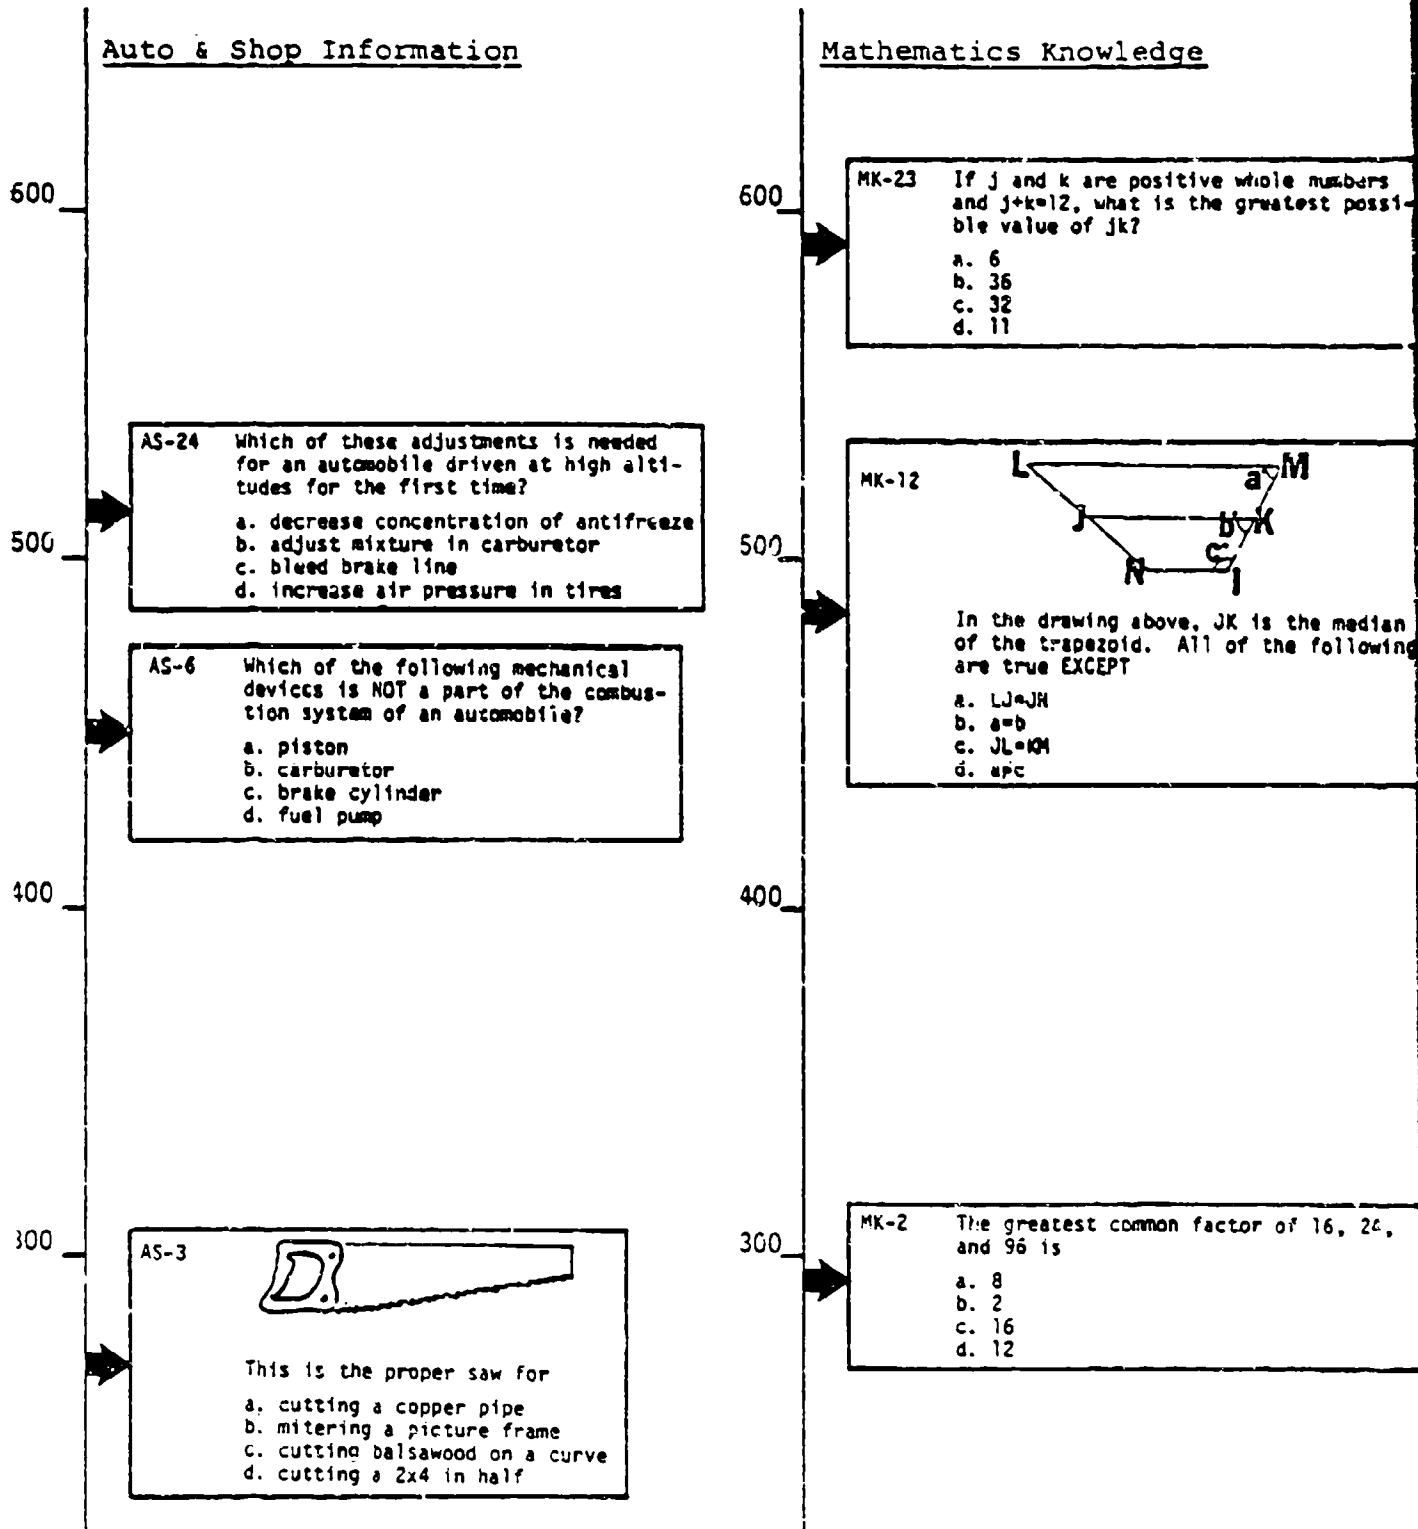 Auto & Shop Information
600
AS-24 Which of these adjustments is needed
for an automobile driven at high alti-
tudes for the first time?
a. decrease concentration of antifreeze
b. adjust mixture in carburetor
c. bleed brake line
d. increase air pressure in tires
500
AS-6 Which of the following mechanical
devices is NOT a part of the combus-
tion system of an automobile?
a. piston
b. carburetor
c. brake cylinder
d. fuel pump
400
300
AS-3
This is the proper saw for
a. cutting a copper pipe
b. mitering a picture frame
c. cutting balsawood on a curve
d. cutting a 2x4 in half
Mathematics Knowledge
600
MK-23 If j and k are positive whole numbers
and j+k=12, what is the greatest possi-
ble value of jk?
a. 6
b. 36
c. 32
d. 11
500
MK-12
L M
a
J K
b
c
N I
In the drawing above, JK is the median
of the trapezoid. All of the following
are true EXCEPT
a. LJ=JN
b. a=b
c. JL=KM
d. a≠c
400
300
MK-2 The greatest common factor of 16, 24,
and 96 is
a. 8
b. 2
c. 16
d. 12